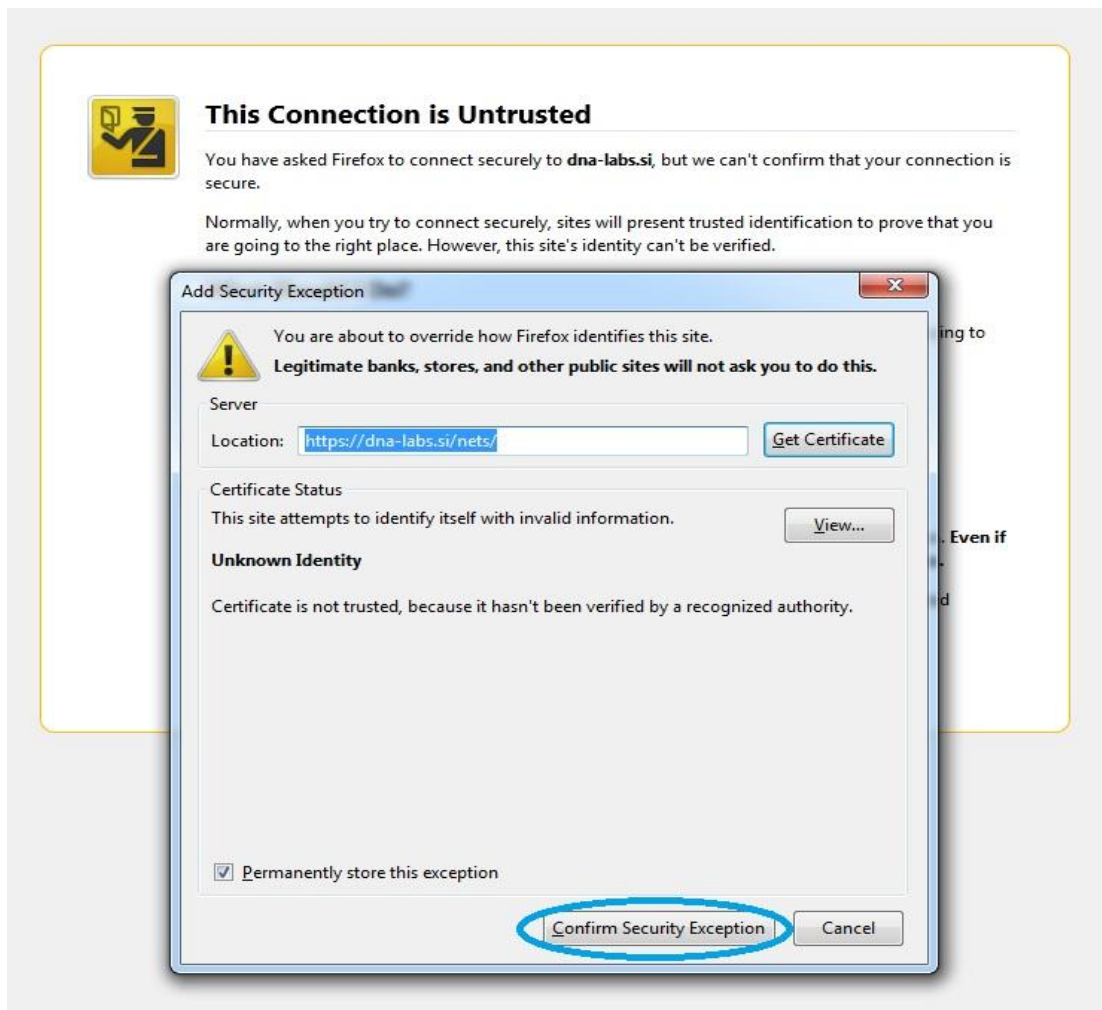 This Connection is Untrusted
You have asked Firefox to connect securely to dna-labs.si, but we can't confirm that your connection is
secure.
Normally, when you try to connect securely, sites will present trusted identification to prove that you
are going to the right place. However, this site's identity can't be verified.
Add Security Exception
ing to
You are about to override how Firefox identifies this site.
Legitimate banks, stores, and other public sites will not ask you to do this.
Server
Location: https://dna-labs.si/nets/ Get Certificate
Certificate Status
This site attempts to identify itself with invalid information. View...
. Even if
Unknown Identity
Certificate is not trusted, because it hasn't been verified by a recognized authority.
d
Permanently store this exception
Confirm Security Exception Cancel